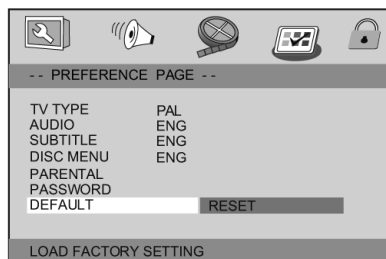 -- PREFERENCE PAGE --
TV TYPE PAL
AUDIO ENG
SUBTITLE ENG
DISC MENU ENG
PARENTAL
PASSWORD
DEFAULT RESET
LOAD FACTORY SETTING